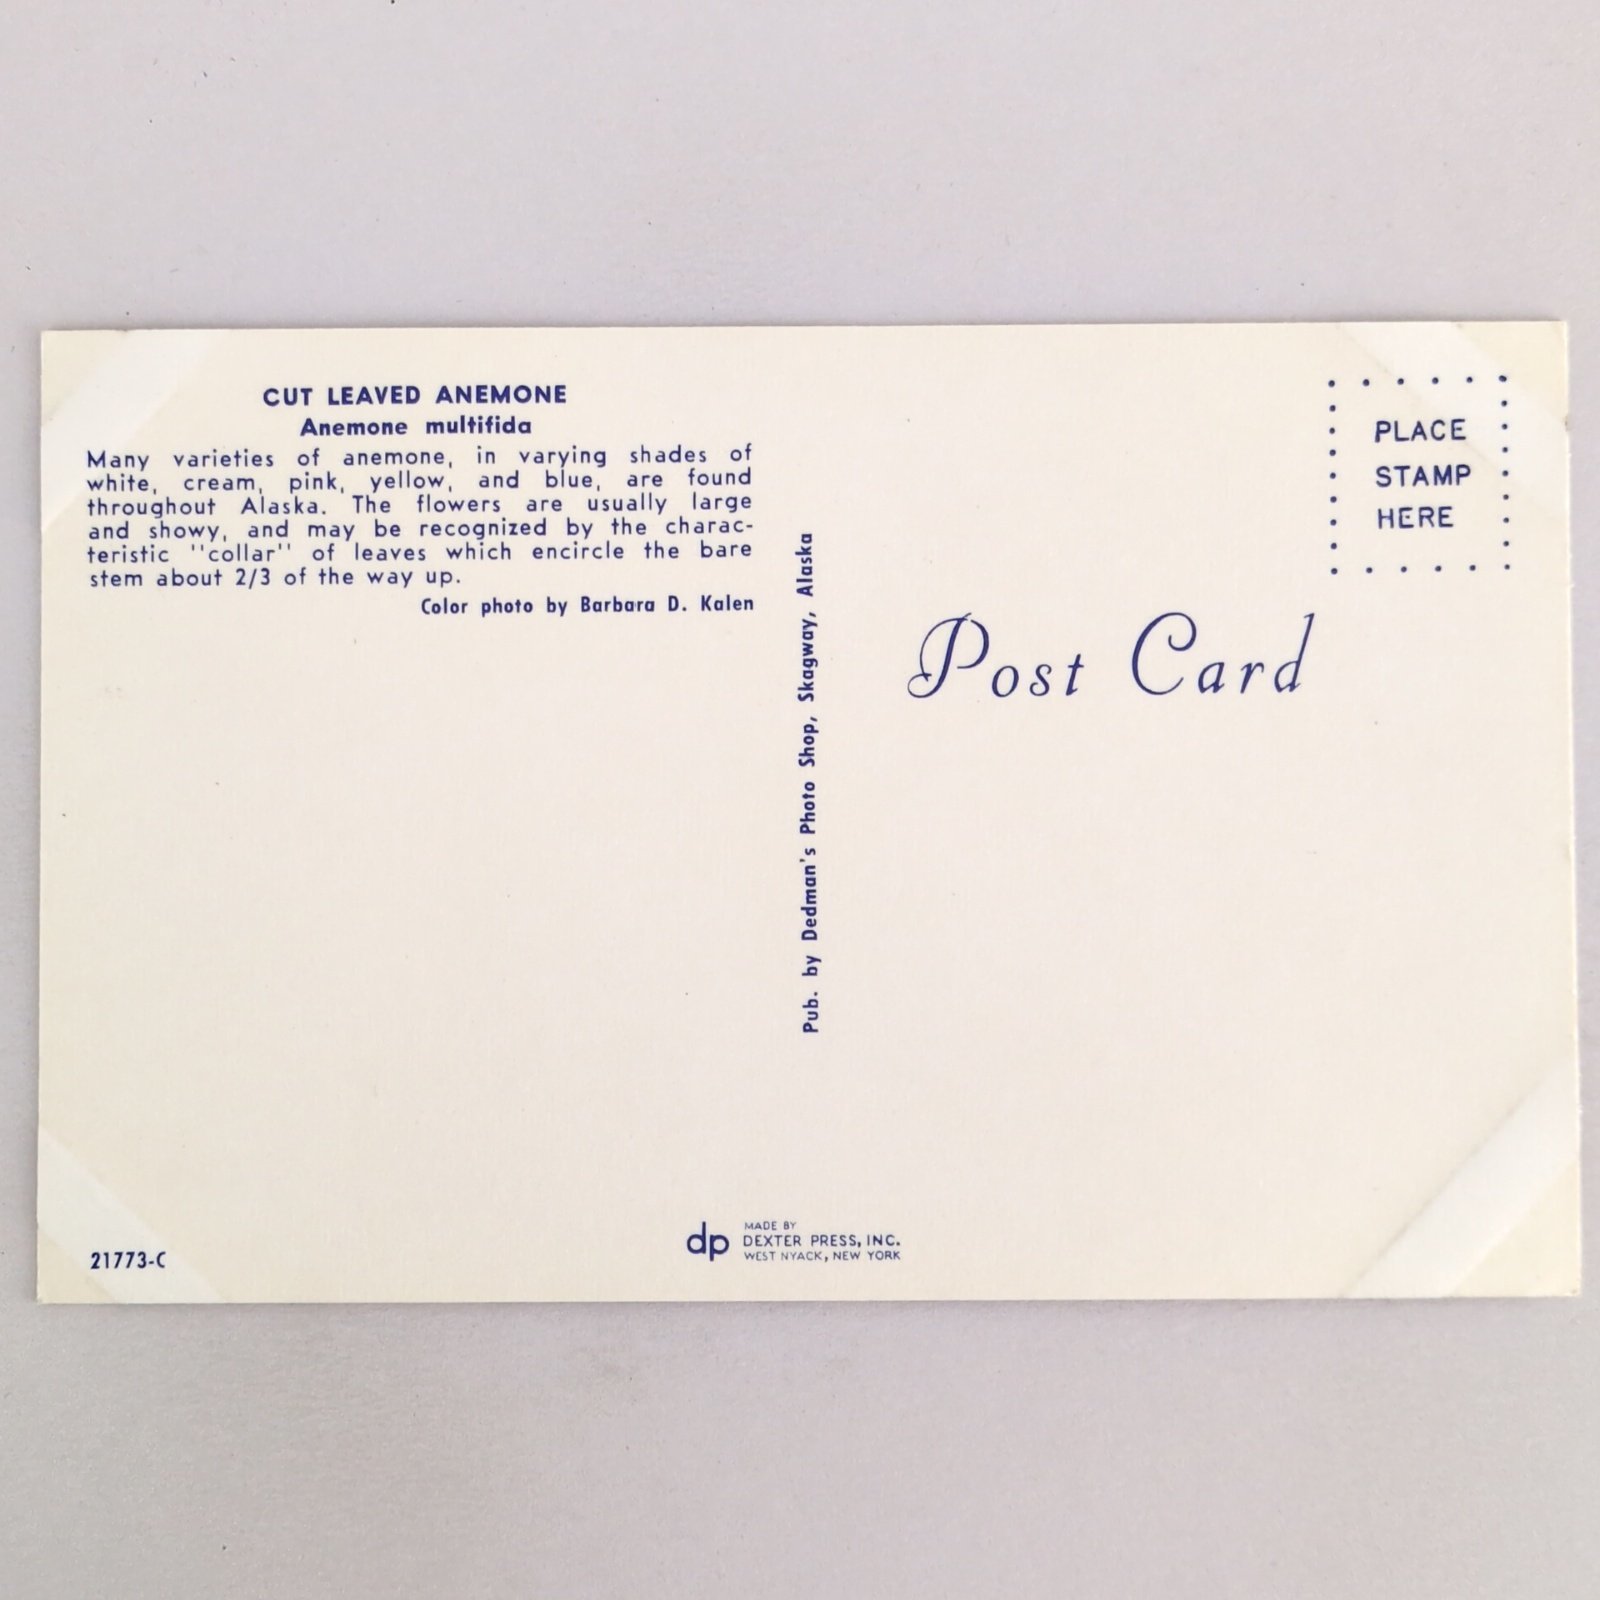 CUT LEAVED ANEMONE
Anemone multifida
Many varieties of anemone, in varying shades of
white, cream, pink, yellow, and blue, are found
throughout Alaska. The flowers are usually large
and showy, and may be recognized by the charac-
teristic "collar" of leaves which encircle the bare
stem about 2/3 of the way up.
Color photo by Barbara D. Kalen
Pub. by Dedman's Photo Shop, Skagway, Alaska
PLACE
STAMP
HERE
Post Card
21773-C
dp
MADE BY
DEXTER PRESS, INC.
WEST NYACK, NEW YORK